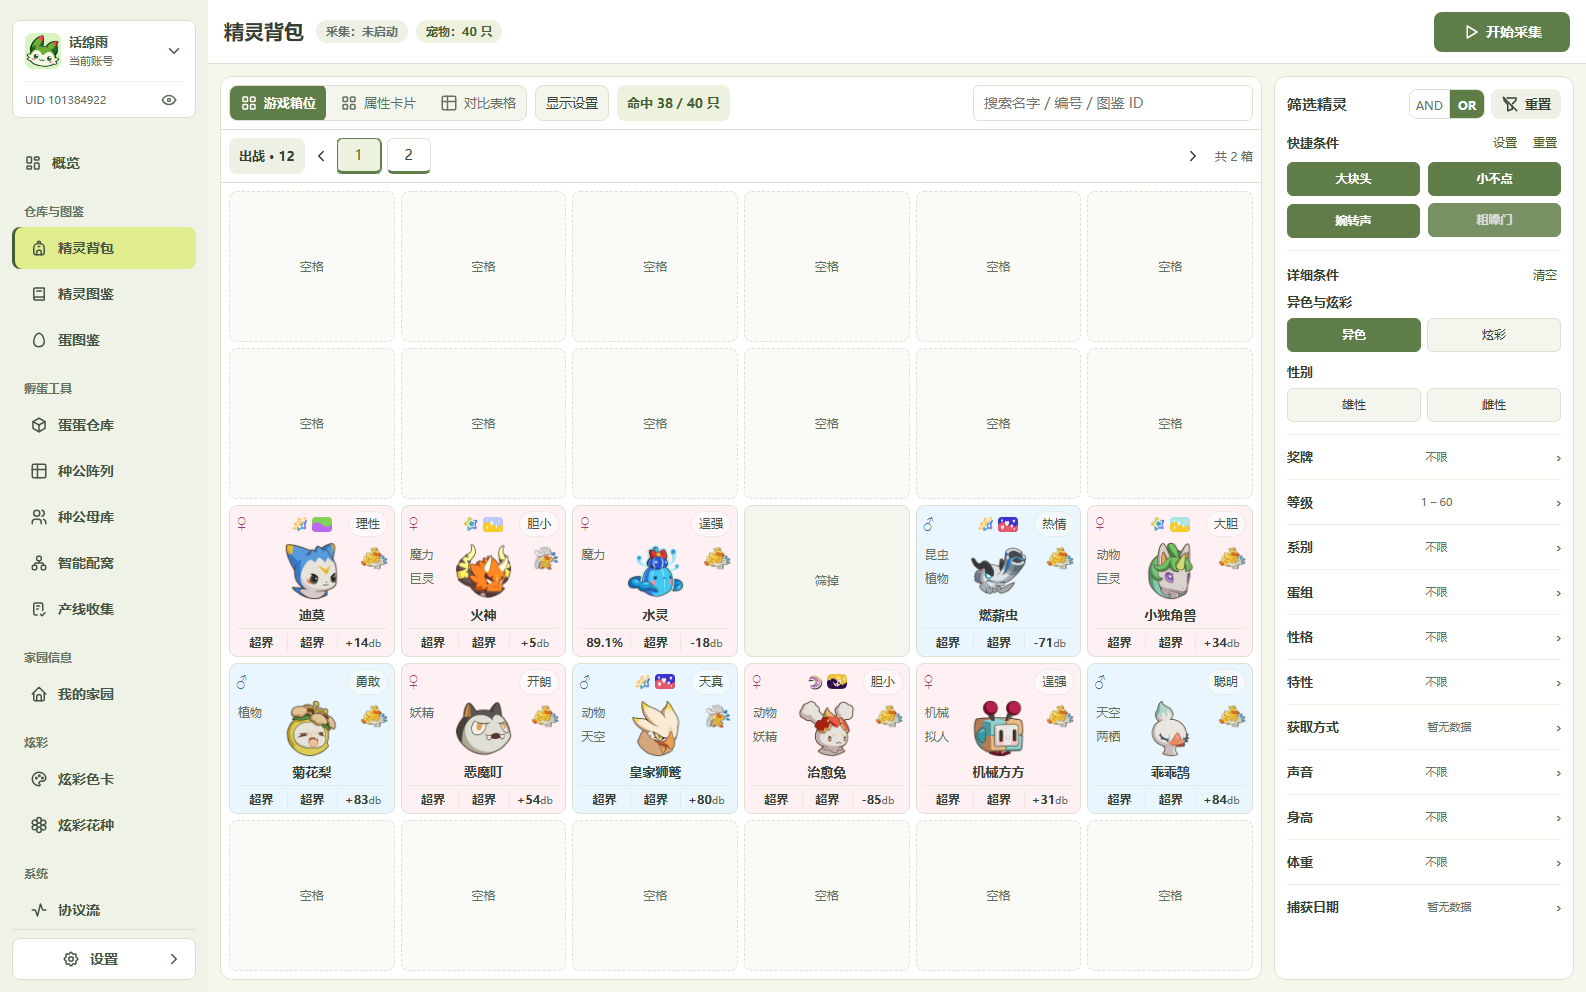 话绵雨
当前账号
UID 101384922
概览
仓库与图鉴
精灵背包
精灵图鉴
蛋图鉴
孵蛋工具
蛋蛋仓库
种公阵列
种公母库
智能配窝
产线收集
家园信息
我的家园
炫彩
炫彩色卡
炫彩花种
系统
协议流
设置
精灵背包
采集：未启动
宠物：40 只
开始采集
游戏箱位
属性卡片
对比表格
显示设置
命中 38 / 40 只
搜索名字 / 编号 / 图鉴 ID
出战 • 12
1
2
共 2 箱
空格 空格 空格 空格 空格 空格
空格 空格 空格 空格 空格 空格
理性
迪莫
超界 超界 +14db
胆小
魔力
巨灵
火神
超界 超界 +5db
逞强
魔力
水灵
89.1% 超界 -18db
筛掉
热情
昆虫
植物
燃薪虫
超界 超界 -71db
大胆
动物
巨灵
小独角兽
超界 超界 +34db
勇敢
植物
菊花梨
超界 超界 +83db
开朗
妖精
恶魔叮
超界 超界 +54db
天真
动物
天空
皇家狮鹫
超界 超界 +80db
胆小
动物
妖精
治愈兔
超界 超界 -85db
逞强
机械
拟人
机械方方
超界 超界 +31db
聪明
天空
两栖
乖乖鹄
超界 超界 +84db
空格 空格 空格 空格 空格 空格
筛选精灵
AND OR
重置
快捷条件
设置 重置
大块头 小不点
婉转声 粗嗓门
详细条件
清空
异色与炫彩
异色 炫彩
性别
雄性 雌性
奖牌 不限
等级 1 – 60
系别 不限
蛋组 不限
性格 不限
特性 不限
获取方式 暂无数据
声音 不限
身高 不限
体重 不限
捕获日期 暂无数据